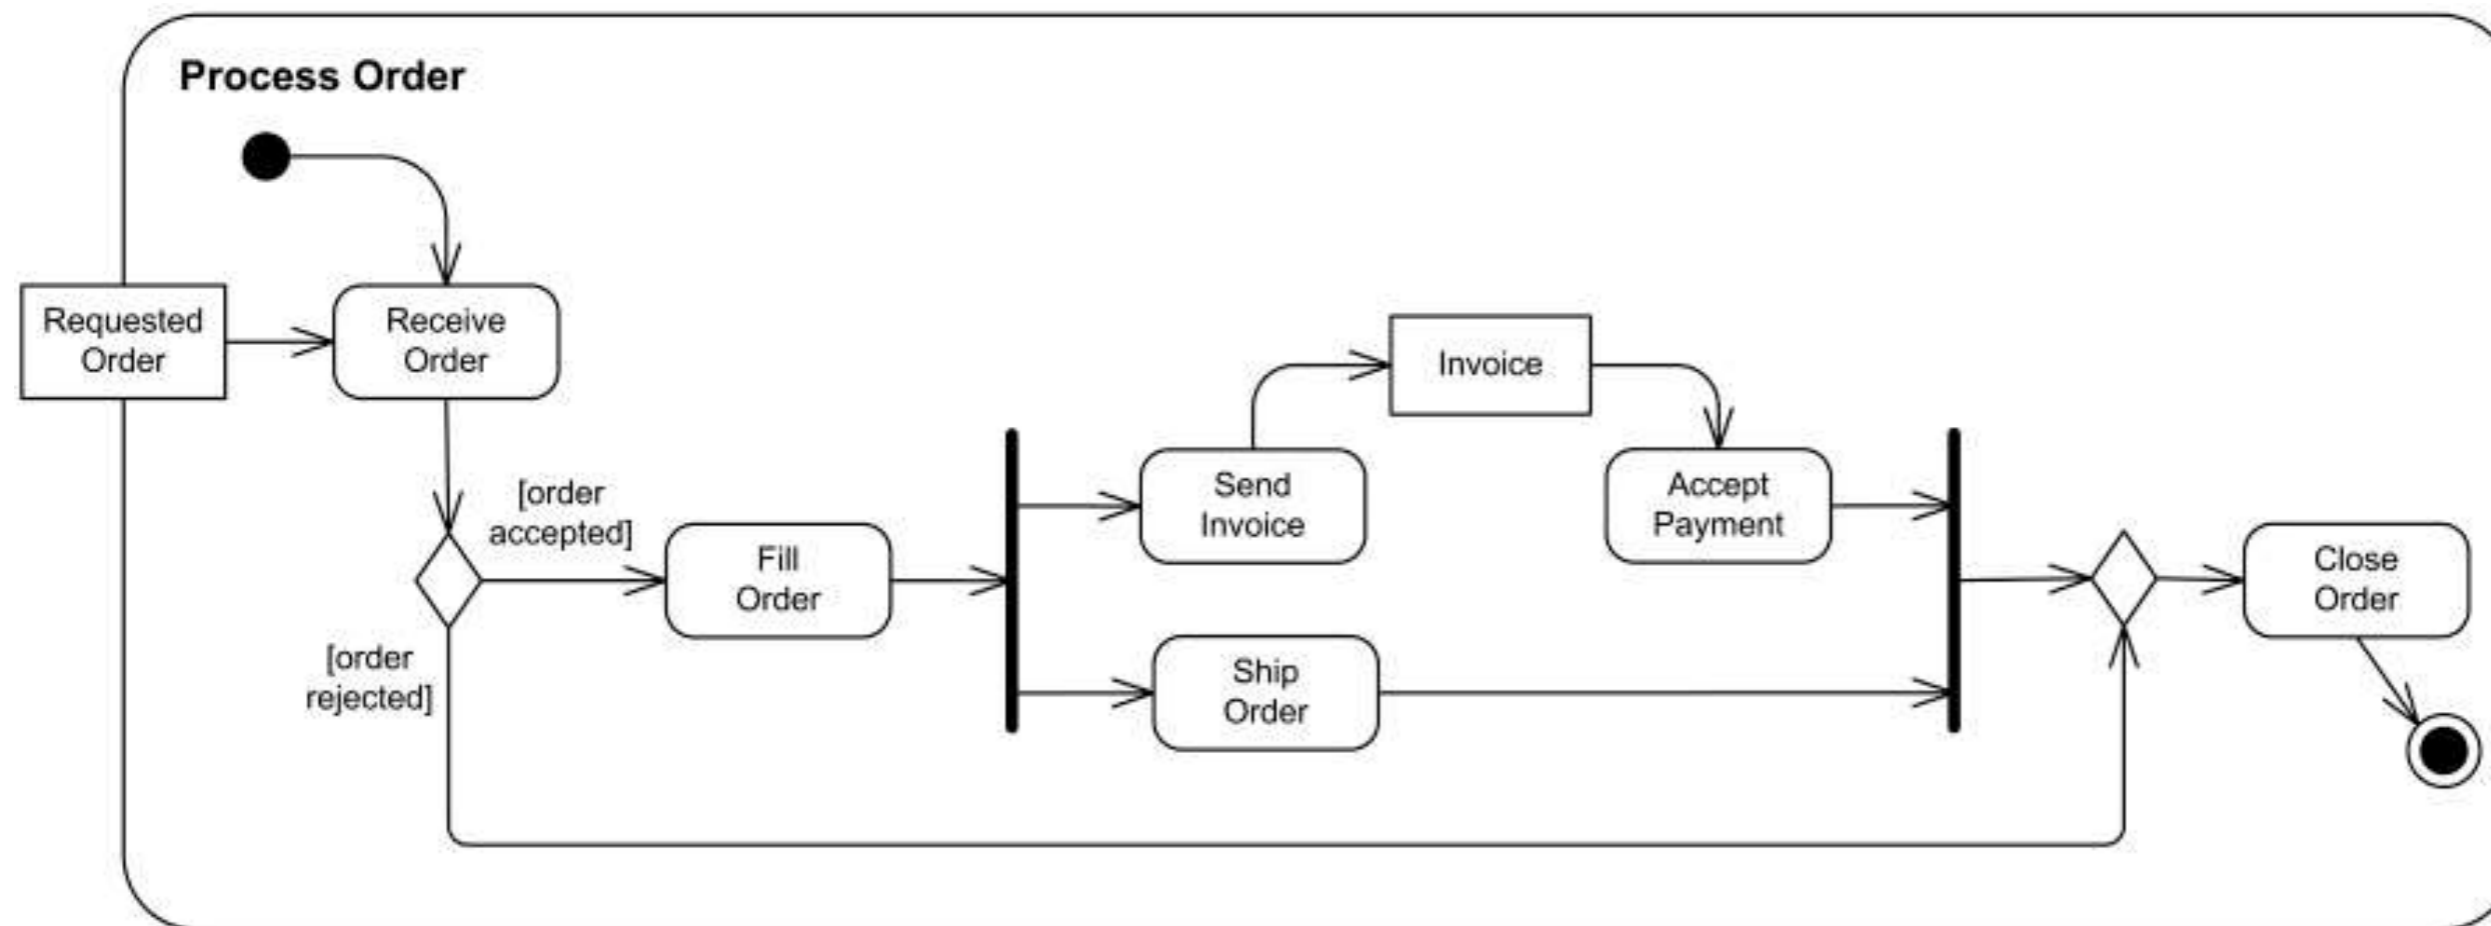 Process Order
Requested
Order
Receive
Order
[order
accepted]
[order
rejected]
Fill
Order
Send
Invoice
Invoice
Accept
Payment
Ship
Order
Close
Order